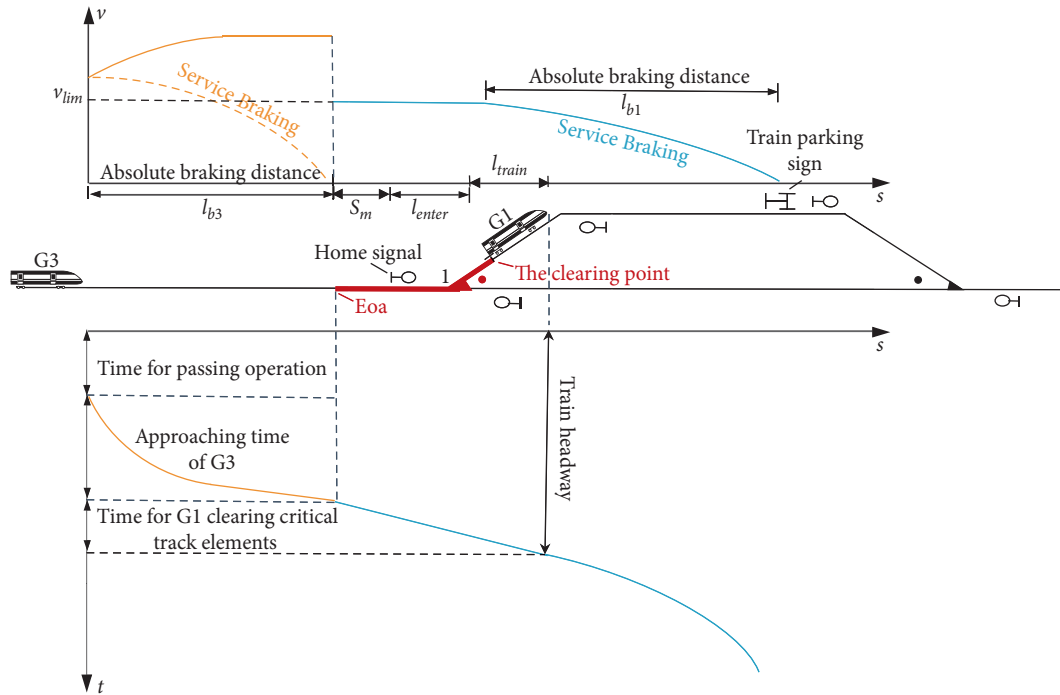 v
v_lim
Service Braking
Absolute braking distance
l_b1
Service Braking
Train parking
sign
Absolute braking distance
l_b3
S_m
l_enter
l_train
s
G1
Home signal
1
The clearing point
G3
Eoa
s
Time for passing operation
Train headway
Approaching time
of G3
Time for G1 clearing critical
track elements
t